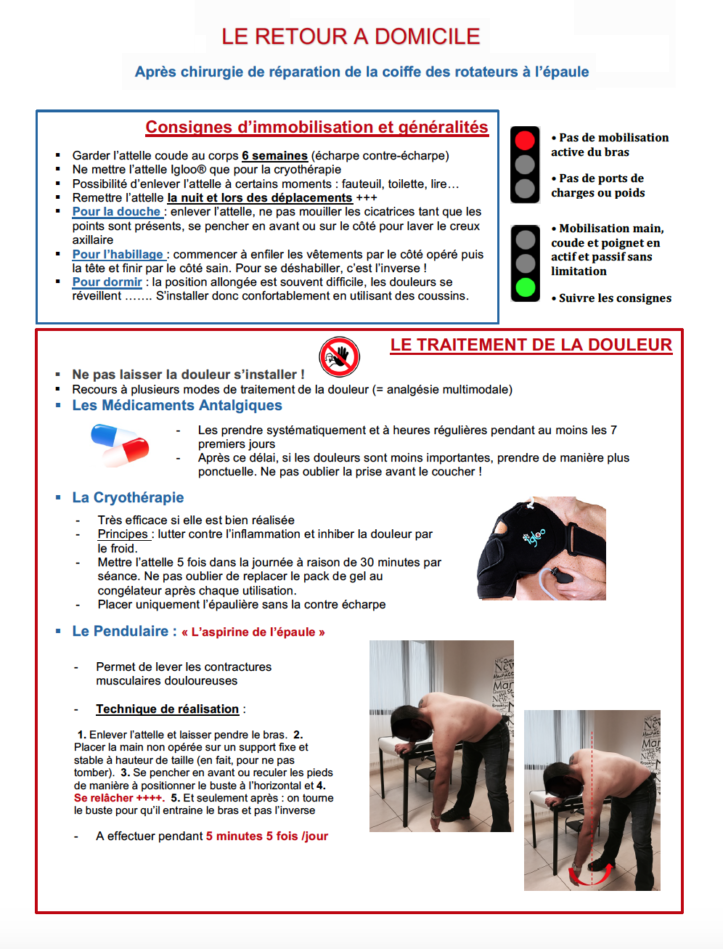 LE RETOUR A DOMICILE
Après chirurgie de réparation de la coiffe des rotateurs à l'épaule
Consignes d'immobilisation et généralités
▪ Garder l'attelle coude au corps 6 semaines (écharpe contre-écharpe)
▪ Ne mettre l'attelle Igloo® que pour la cryothérapie
▪ Possibilité d'enlever l'attelle à certains moments : fauteuil, toilette, lire…
▪ Remettre l'attelle la nuit et lors des déplacements +++
▪ Pour la douche : enlever l'attelle, ne pas mouiller les cicatrices tant que les
points sont présents, se pencher en avant ou sur le côté pour laver le creux
axillaire
▪ Pour l'habillage : commencer à enfiler les vêtements par le côté opéré puis
la tête et finir par le côté sain. Pour se déshabiller, c'est l'inverse !
▪ Pour dormir : la position allongée est souvent difficile, les douleurs se
réveillent ……. S'installer donc confortablement en utilisant des coussins.
• Pas de mobilisation
active du bras
• Pas de ports de
charges ou poids
• Mobilisation main,
coude et poignet en
actif et passif sans
limitation
• Suivre les consignes
LE TRAITEMENT DE LA DOULEUR
▪ Ne pas laisser la douleur s'installer !
▪ Recours à plusieurs modes de traitement de la douleur (= analgésie multimodale)
▪ Les Médicaments Antalgiques
- Les prendre systématiquement et à heures régulières pendant au moins les 7
premiers jours
- Après ce délai, si les douleurs sont moins importantes, prendre de manière plus
ponctuelle. Ne pas oublier la prise avant le coucher !
▪ La Cryothérapie
- Très efficace si elle est bien réalisée
- Principes : lutter contre l'inflammation et inhiber la douleur par
le froid.
- Mettre l'attelle 5 fois dans la journée à raison de 30 minutes par
séance. Ne pas oublier de replacer le pack de gel au
congélateur après chaque utilisation.
- Placer uniquement l'épaulière sans la contre écharpe
igloo
▪ Le Pendulaire : « L'aspirine de l'épaule »
- Permet de lever les contractures
musculaires douloureuses
- Technique de réalisation :
1. Enlever l'attelle et laisser pendre le bras. 2.
Placer la main non opérée sur un support fixe et
stable à hauteur de taille (en fait, pour ne pas
tomber). 3. Se pencher en avant ou reculer les pieds
de manière à positionner le buste à l'horizontal et 4.
Se relâcher ++++. 5. Et seulement après : on tourne
le buste pour qu'il entraine le bras et pas l'inverse
- A effectuer pendant 5 minutes 5 fois /jour